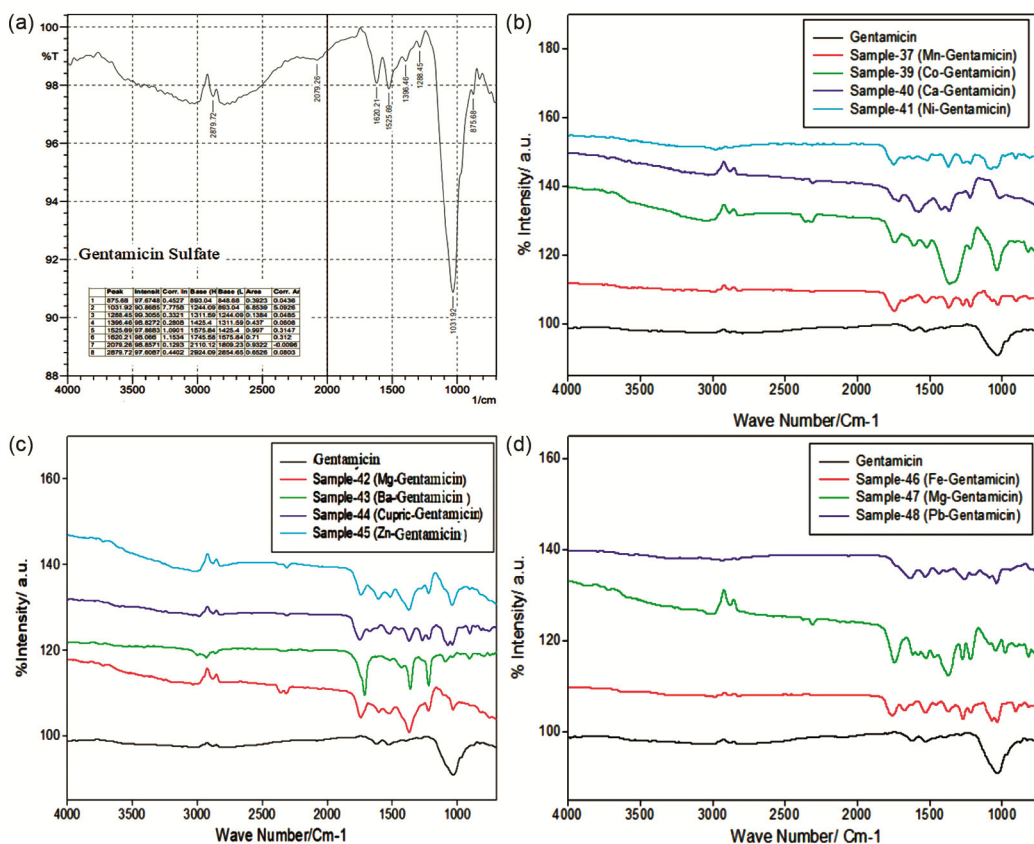 (a)
100
%T
98
96
94
92
90
88
2879.72
2079.26
1620.21
1525.69
1396.46
1288.45
1031.92
875.68
Gentamicin Sulfate
Peak Intensit Corr. In Base (H Base (L Area Corr. Ar
1 875.68 97.6748 0.4527 893.04 848.68 0.3923 0.0436
2 1031.92 90.8685 7.7758 1244.09 893.04 6.8539 5.0926
3 1288.45 99.3055 0.3321 1311.59 1244.09 0.1384 0.0485
4 1396.46 98.8272 0.2808 1425.4 1311.59 0.437 0.0608
5 1525.69 97.8683 1.0901 1575.84 1425.4 0.997 0.3147
6 1620.21 98.066 1.1534 1745.58 1575.84 0.71 0.312
7 2079.26 98.8571 0.1293 2110.12 1809.23 0.9322 -0.0096
8 2879.72 97.6087 0.4402 2924.09 2854.65 0.6526 0.0803
4000 3500 3000 2500 2000 1500 1000
1/cm
(b)
Gentamicin
Sample-37 (Mn-Gentamicin)
Sample-39 (Co-Gentamicin)
Sample-40 (Ca-Gentamicin)
Sample-41 (Ni-Gentamicin)
% Intensity/ a.u.
180
160
140
120
100
4000 3500 3000 2500 2000 1500 1000
Wave Number/Cm-1
(c)
Gentamicin
Sample-42 (Mg-Gentamicin)
Sample-43 (Ba-Gentamicin)
Sample-44 (Cupric-Gentamicin)
Sample-45 (Zn-Gentamicin)
%Intensity/ a.u.
160
140
120
100
4000 3500 3000 2500 2000 1500 1000
Wave Number/Cm-1
(d)
Gentamicin
Sample-46 (Fe-Gentamicin)
Sample-47 (Mg-Gentamicin)
Sample-48 (Pb-Gentamicin)
% Intensity/ a.u.
160
140
120
100
4000 3500 3000 2500 2000 1500 1000
Wave Number/ Cm-1